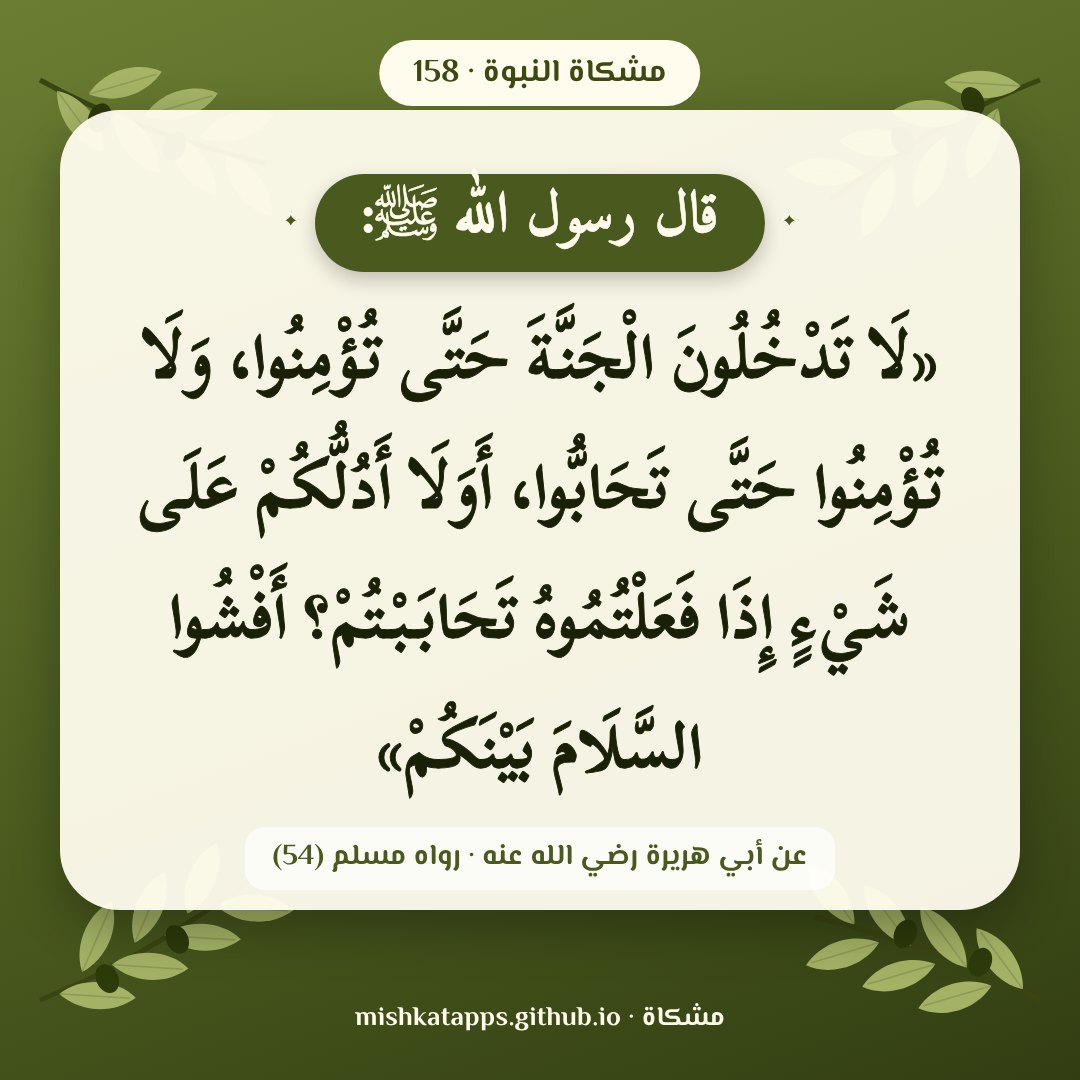 مشكاة النبوة · 158
قال رسول الله ﷺ:
«لَا تَدْخُلُونَ الْجَنَّةَ حَتَّى تُؤْمِنُوا، وَلَا
تُؤْمِنُوا حَتَّى تَحَابُّوا، أَوَلَا أَدُلُّكُمْ عَلَى
شَيْءٍ إِذَا فَعَلْتُمُوهُ تَحَابَبْتُمْ؟ أَفْشُوا
السَّلَامَ بَيْنَكُمْ»
عن أبي هريرة رضي الله عنه · رواه مسلم (54)
مشكاة · mishkatapps.github.io